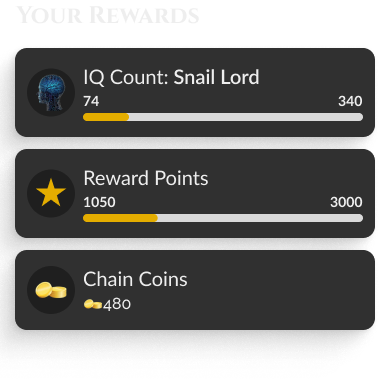 Your Rewards
IQ Count: Snail Lord
74 340
Reward Points
1050 3000
Chain Coins
480